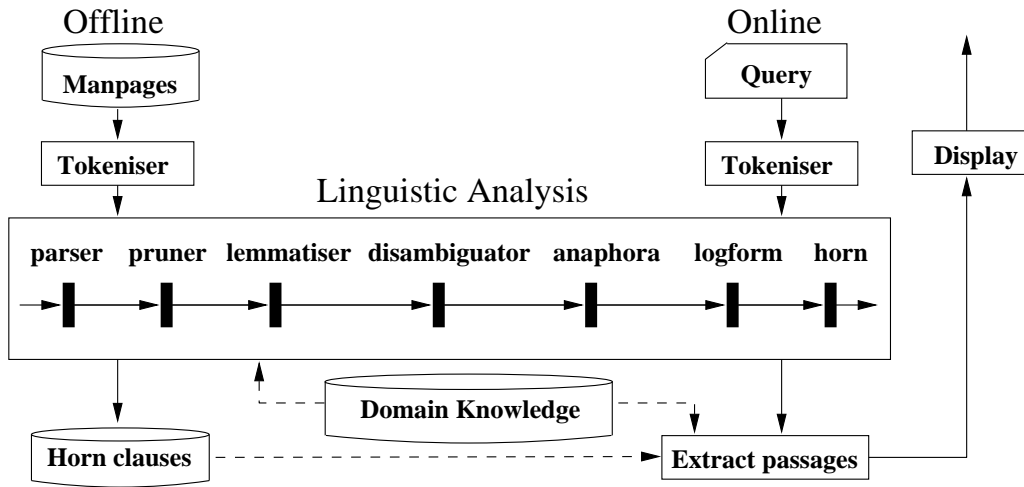 Offline
Online
Manpages
Query
Tokeniser
Tokeniser
Display
Linguistic Analysis
parser pruner lemmatiser disambiguator anaphora logform horn
Domain Knowledge
Horn clauses
Extract passages